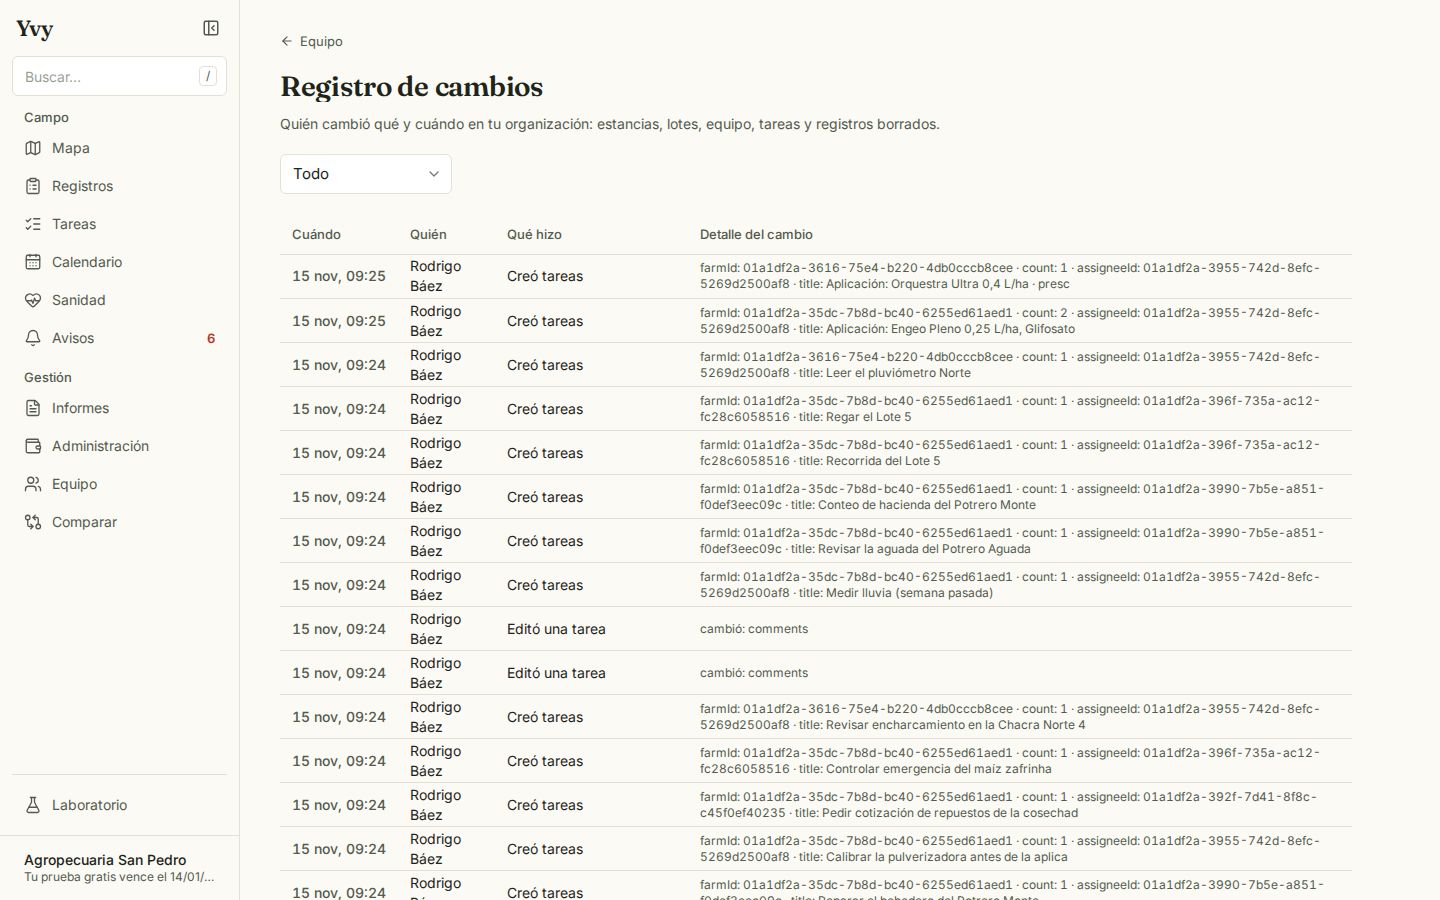 Yvy
Buscar...
/
Campo
Mapa
Registros
Tareas
Calendario
Sanidad
Avisos 6
Gestión
Informes
Administración
Equipo
Comparar
Laboratorio
Agropecuaria San Pedro
Tu prueba gratis vence el 14/01/...
Equipo
Registro de cambios
Quién cambió qué y cuándo en tu organización: estancias, lotes, equipo, tareas y registros borrados.
Todo
Cuándo Quién Qué hizo Detalle del cambio
15 nov, 09:25 Rodrigo Báez Creó tareas farmId: 01a1df2a-3616-75e4-b220-4db0cccb8cee · count: 1 · assigneeId: 01a1df2a-3955-742d-8efc-
5269d2500af8 · title: Aplicación: Orquestra Ultra 0,4 L/ha · presc
15 nov, 09:25 Rodrigo Báez Creó tareas farmId: 01a1df2a-35dc-7b8d-bc40-6255ed61aed1 · count: 2 · assigneeId: 01a1df2a-3955-742d-8efc-
5269d2500af8 · title: Aplicación: Engeo Pleno 0,25 L/ha, Glifosato
15 nov, 09:24 Rodrigo Báez Creó tareas farmId: 01a1df2a-3616-75e4-b220-4db0cccb8cee · count: 1 · assigneeId: 01a1df2a-3955-742d-8efc-
5269d2500af8 · title: Leer el pluviómetro Norte
15 nov, 09:24 Rodrigo Báez Creó tareas farmId: 01a1df2a-35dc-7b8d-bc40-6255ed61aed1 · count: 1 · assigneeId: 01a1df2a-396f-735a-ac12-
fc28c6058516 · title: Regar el Lote 5
15 nov, 09:24 Rodrigo Báez Creó tareas farmId: 01a1df2a-35dc-7b8d-bc40-6255ed61aed1 · count: 1 · assigneeId: 01a1df2a-396f-735a-ac12-
fc28c6058516 · title: Recorrida del Lote 5
15 nov, 09:24 Rodrigo Báez Creó tareas farmId: 01a1df2a-35dc-7b8d-bc40-6255ed61aed1 · count: 1 · assigneeId: 01a1df2a-3990-7b5e-a851-
f0def3eec09c · title: Conteo de hacienda del Potrero Monte
15 nov, 09:24 Rodrigo Báez Creó tareas farmId: 01a1df2a-35dc-7b8d-bc40-6255ed61aed1 · count: 1 · assigneeId: 01a1df2a-3990-7b5e-a851-
f0def3eec09c · title: Revisar la aguada del Potrero Aguada
15 nov, 09:24 Rodrigo Báez Creó tareas farmId: 01a1df2a-35dc-7b8d-bc40-6255ed61aed1 · count: 1 · assigneeId: 01a1df2a-3955-742d-8efc-
5269d2500af8 · title: Medir lluvia (semana pasada)
15 nov, 09:24 Rodrigo Báez Editó una tarea cambió: comments
15 nov, 09:24 Rodrigo Báez Editó una tarea cambió: comments
15 nov, 09:24 Rodrigo Báez Creó tareas farmId: 01a1df2a-3616-75e4-b220-4db0cccb8cee · count: 1 · assigneeId: 01a1df2a-3955-742d-8efc-
5269d2500af8 · title: Revisar encharcamiento en la Chacra Norte 4
15 nov, 09:24 Rodrigo Báez Creó tareas farmId: 01a1df2a-35dc-7b8d-bc40-6255ed61aed1 · count: 1 · assigneeId: 01a1df2a-396f-735a-ac12-
fc28c6058516 · title: Controlar emergencia del maíz zafrinha
15 nov, 09:24 Rodrigo Báez Creó tareas farmId: 01a1df2a-35dc-7b8d-bc40-6255ed61aed1 · count: 1 · assigneeId: 01a1df2a-392f-7d41-8f8c-
c45f0ef40235 · title: Pedir cotización de repuestos de la cosechad
15 nov, 09:24 Rodrigo Báez Creó tareas farmId: 01a1df2a-35dc-7b8d-bc40-6255ed61aed1 · count: 1 · assigneeId: 01a1df2a-3955-742d-8efc-
5269d2500af8 · title: Calibrar la pulverizadora antes de la aplica
15 nov, 09:24 Rodrigo Creó tareas farmId: 01a1df2a-35dc-7b8d-bc40-6255ed61aed1 · count: 1 · assigneeId: 01a1df2a-3990-7b5e-a851-